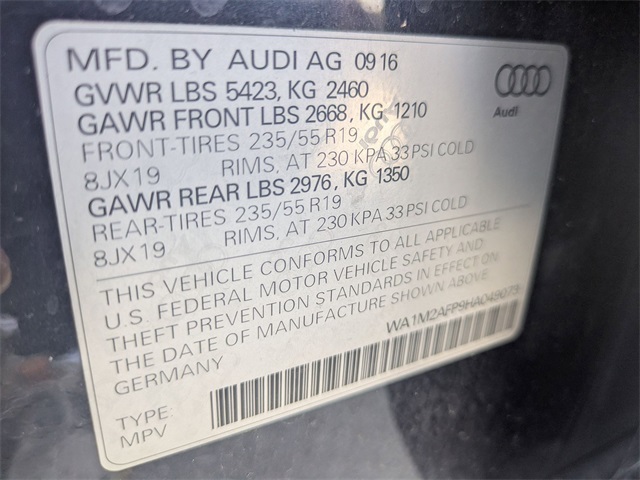 MFD. BY AUDI AG 09 16
GVWR LBS 5423, KG 2460
GAWR FRONT LBS 2668, KG 1210
FRONT-TIRES 235/55 R19
8JX19 RIMS, AT 230 KPA 33 PSI COLD
GAWR REAR LBS 2976, KG 1350
REAR-TIRES 235/55 R19
8JX19 RIMS, AT 230 KPA 33 PSI COLD
Audi
THIS VEHICLE CONFORMS TO ALL APPLICABLE
U.S. FEDERAL MOTOR VEHICLE SAFETY AND
THEFT PREVENTION STANDARDS IN EFFECT ON
THE DATE OF MANUFACTURE SHOWN ABOVE.
GERMANY
WA1M2AFP9HA049073
TYPE:
MPV